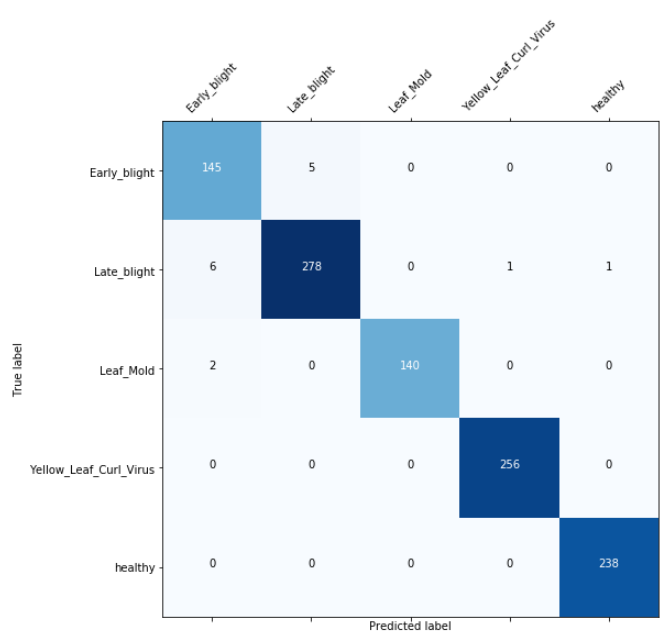 Early_blight
Late_blight
Leaf_Mold
Yellow_Leaf_Curl_Virus
healthy
True label
Early_blight 145 5 0 0 0
Late_blight 6 278 0 1 1
Leaf_Mold 2 0 140 0 0
Yellow_Leaf_Curl_Virus 0 0 0 256 0
healthy 0 0 0 0 238
Predicted label